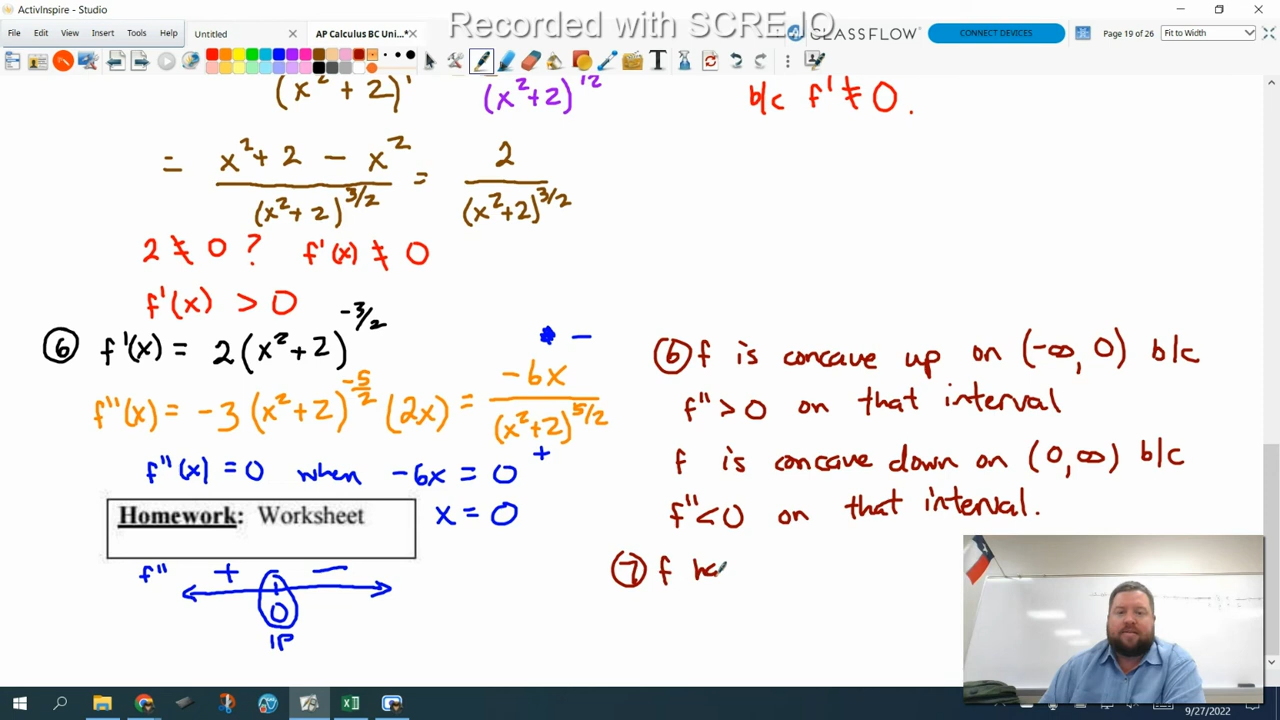 ActivInspire - Studio
Recorded with SCRE.IO
File Edit View Insert Tools Help
Untitled
AP Calculus BC Uni...*
CLASSFLOW
CONNECT DEVICES
Page 19 of 26
Fit to Width
(x² + 2)¹
(x²+2)^12
b/c f' ≠ 0.
= (x² + 2 - x²)/(x²+2)^(3/2) = 2/(x²+2)^(3/2)
2 ≠ 0 ? f'(x) ≠ 0
f'(x) > 0
⑥ f'(x) = 2(x²+2)^(-3/2)
-
f''(x) = -3(x²+2)^(-5/2) (2x) = -6x/(x²+2)^(5/2)
+
f''(x) = 0 when -6x = 0
x = 0
Homework: Worksheet
f'' + -
0
IP
⑥ f is concave up on (-∞, 0) b/c
f'' > 0 on that interval
f is concave down on (0, ∞) b/c
f'' < 0 on that interval.
⑦ f ha
9/27/2022